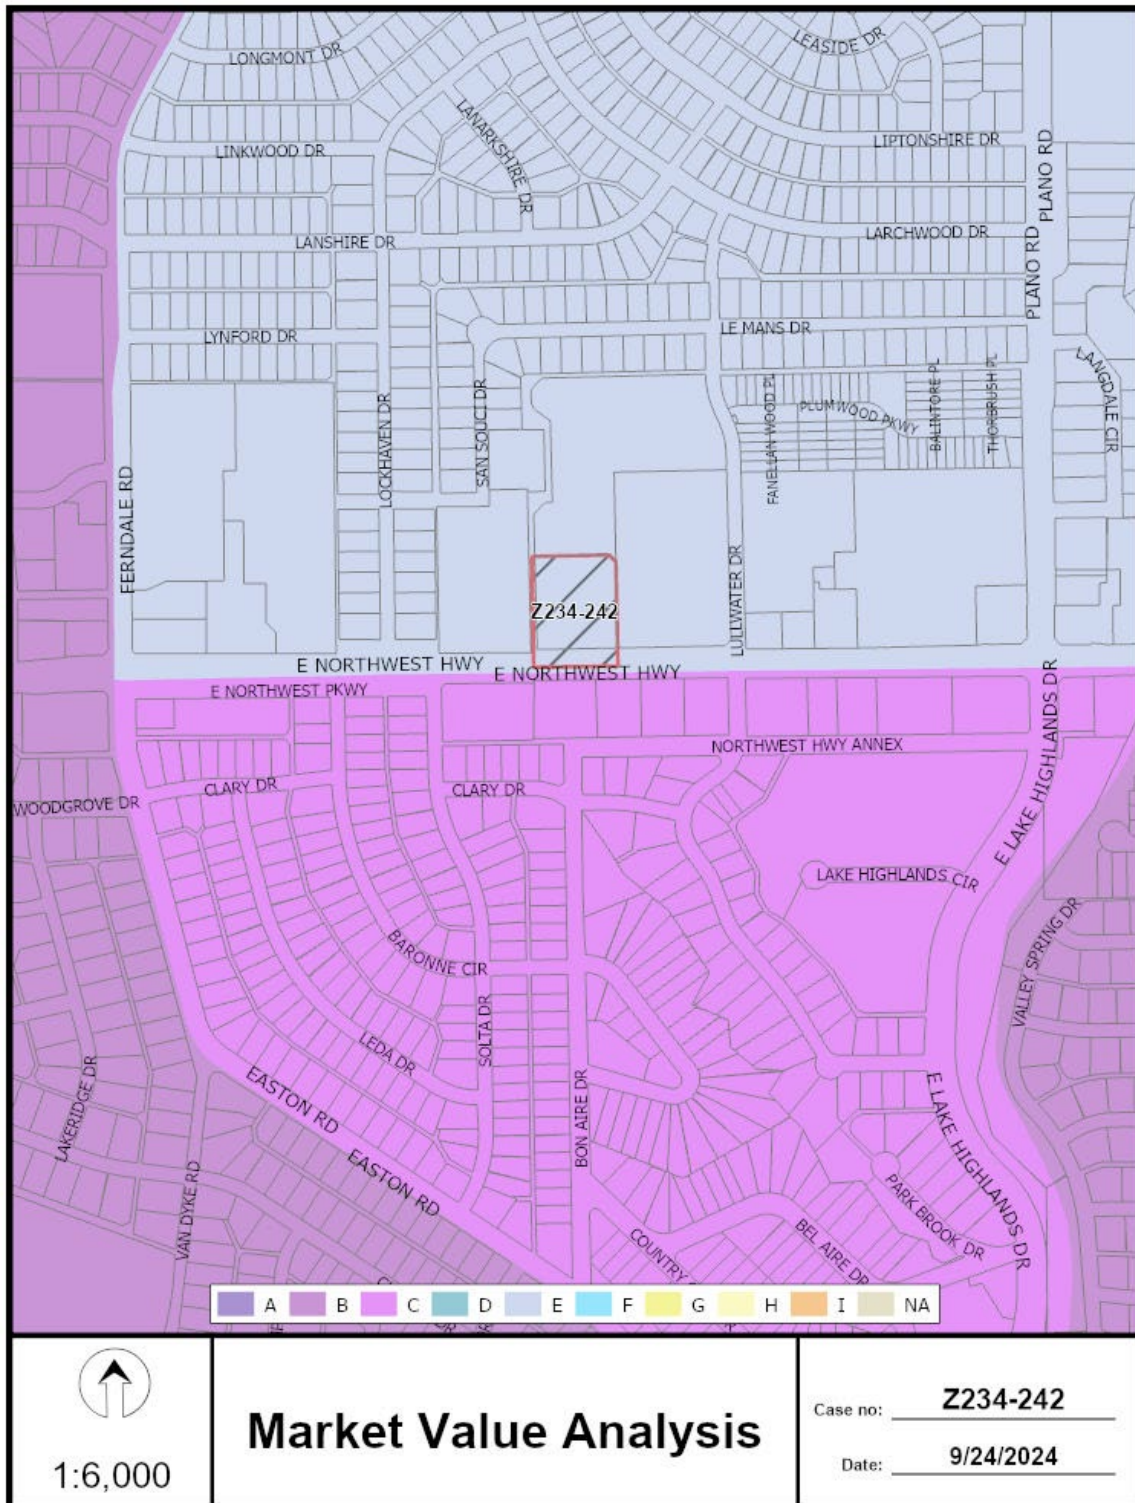 LONGMONT DR
LEASIDE DR
LANARKSHIRE DR
LINKWOOD DR
LIPTONSHIRE DR
PLANO RD
LANSHIRE DR
LARCHWOOD DR
PLANO RD
LYNFORD DR
LE MANS DR
LANGDALE CIR
FERNDALE RD
LOCKHAVEN DR
SAN SOUCI DR
FANELLAN WOOD PL
PLUMWOOD PKWY
BALINTORE PL
THORBRUSH PL
LULLWATER DR
Z234-242
E NORTHWEST HWY
E NORTHWEST HWY
E NORTHWEST PKWY
NORTHWEST HWY ANNEX
E LAKE HIGHLANDS DR
WOODGROVE DR
CLARY DR
CLARY DR
LAKE HIGHLANDS CIR
BARONNE CIR
VALLEY SPRING DR
SOLTA DR
LEDA DR
LAKERIDGE DR
EASTON RD
BON AIRE DR
E LAKE HIGHLANDS DR
VAN DYKE RD
EASTON RD
PARK BROOK DR
COUNTRY
BEL AIRE DR
A B C D E F G H I NA
1:6,000
Market Value Analysis
Case no: Z234-242
Date: 9/24/2024